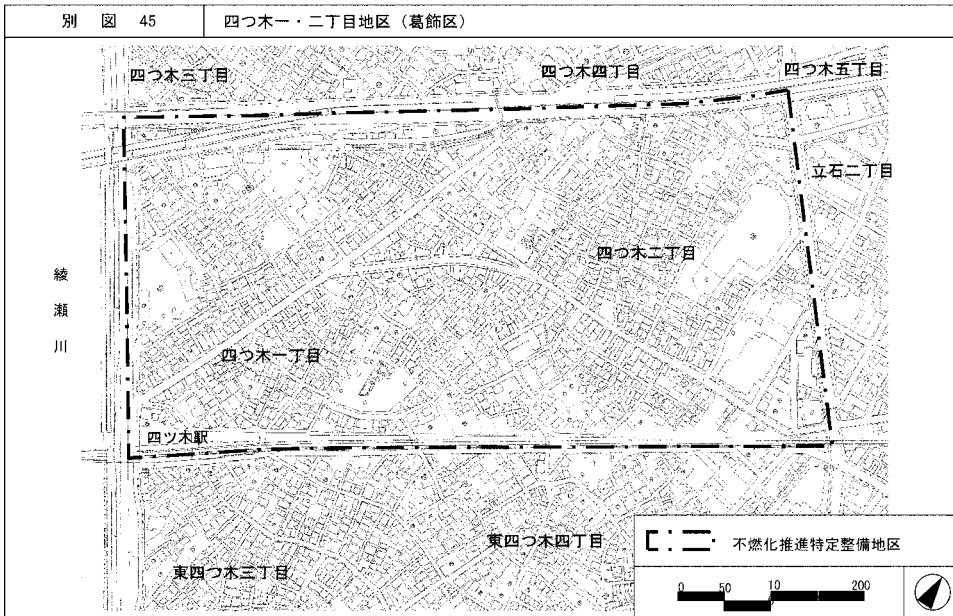 別 図 45
四つ木一・二丁目地区（葛飾区）
四つ木三丁目
四つ木四丁目
四つ木五丁目
立石二丁目
四つ木二丁目
綾瀬川
四つ木一丁目
四ツ木駅
東四つ木四丁目
東四つ木三丁目
不燃化推進特定整備地区
0 50 10 200